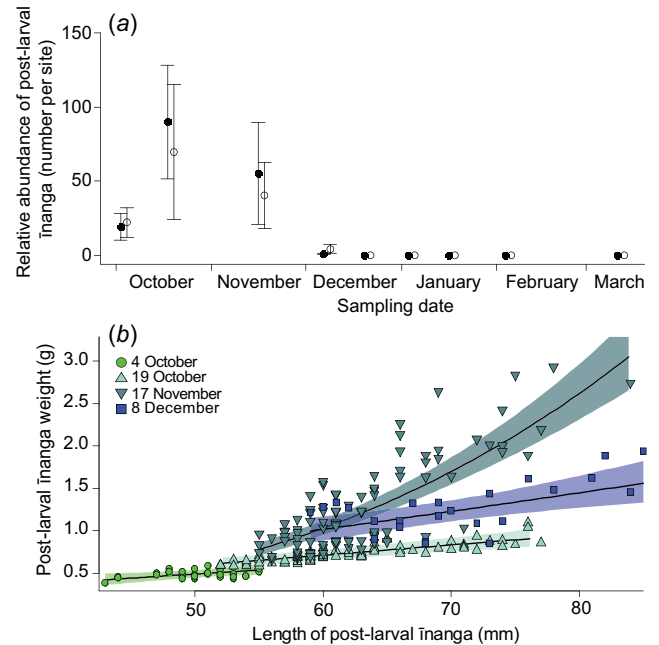 (a)
Relative abundance of post-larval
īnanga (number per site)
150
100
50
0
October November December January February March
Sampling date
(b)
Post-larval īnanga weight (g)
4 October
19 October
17 November
8 December
3.0
2.5
2.0
1.5
1.0
0.5
50 60 70 80
Length of post-larval īnanga (mm)